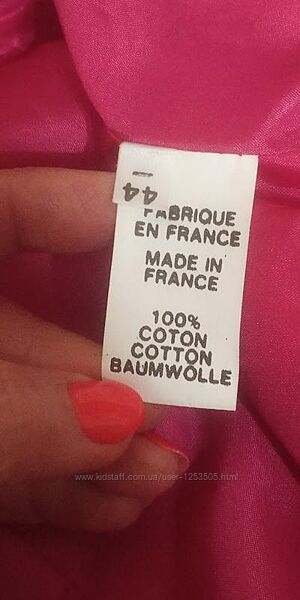 44
FABRIQUE
EN FRANCE
MADE IN
FRANCE
100%
COTON
COTTON
BAUMWOLLE
www.kidstaff.com.ua/user-1253505.html